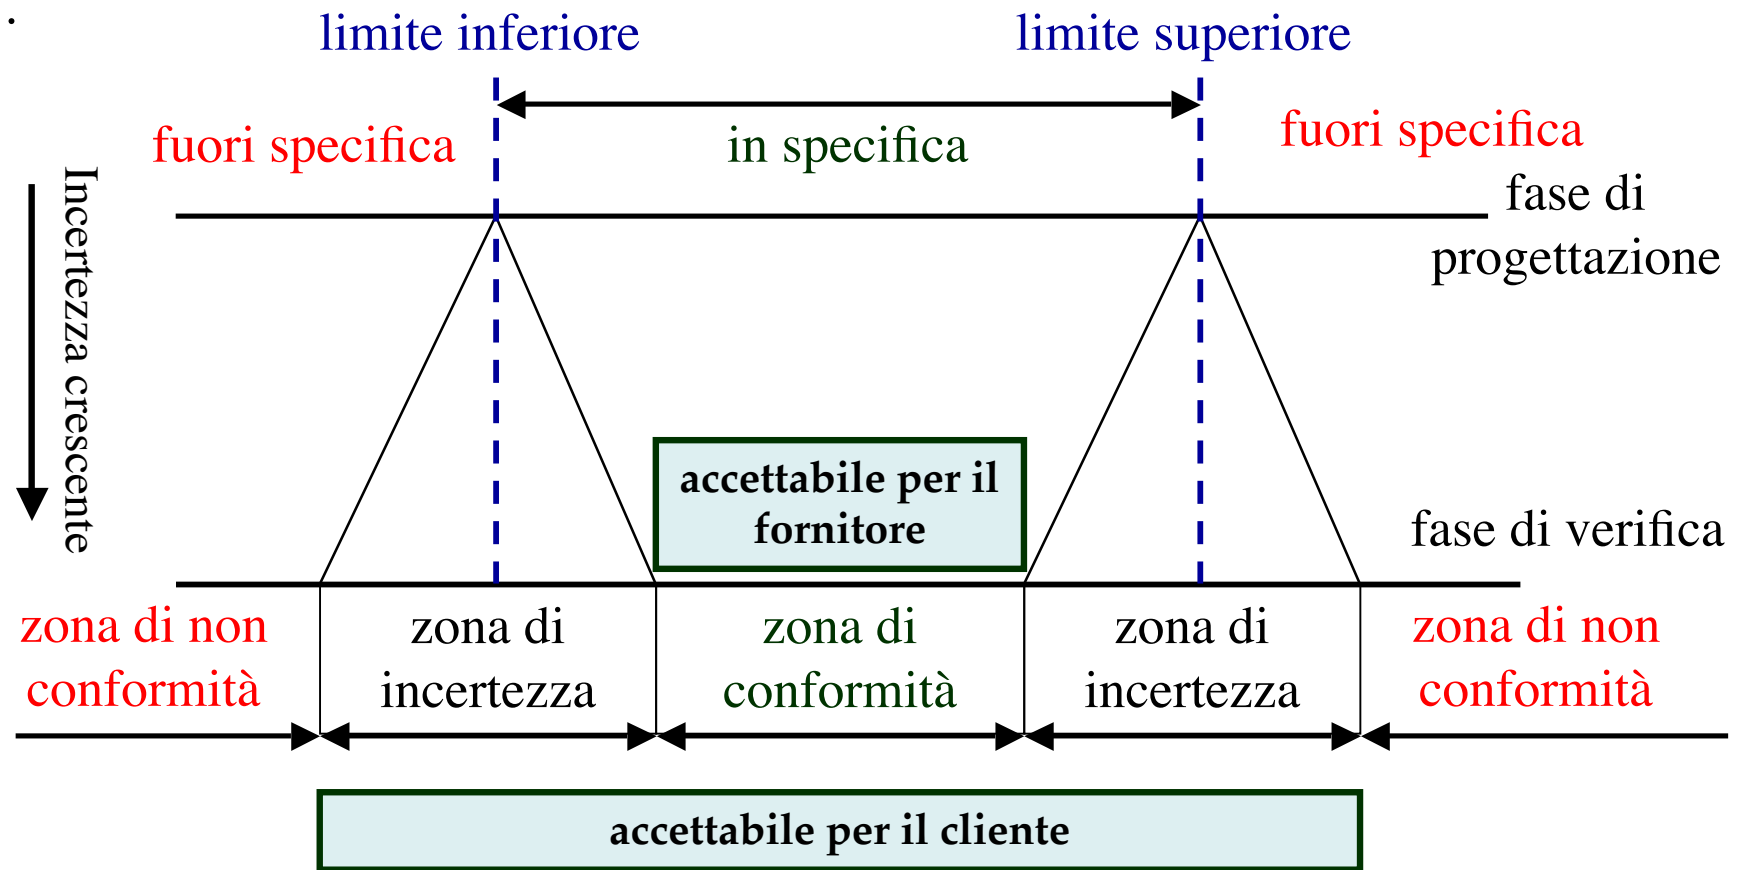 .
limite inferiore
limite superiore
fuori specifica
in specifica
fuori specifica
fase di
progettazione
Incertezza crescente
accettabile per il
fornitore
fase di verifica
zona di non
conformità
zona di
incertezza
zona di
conformità
zona di
incertezza
zona di non
conformità
accettabile per il cliente